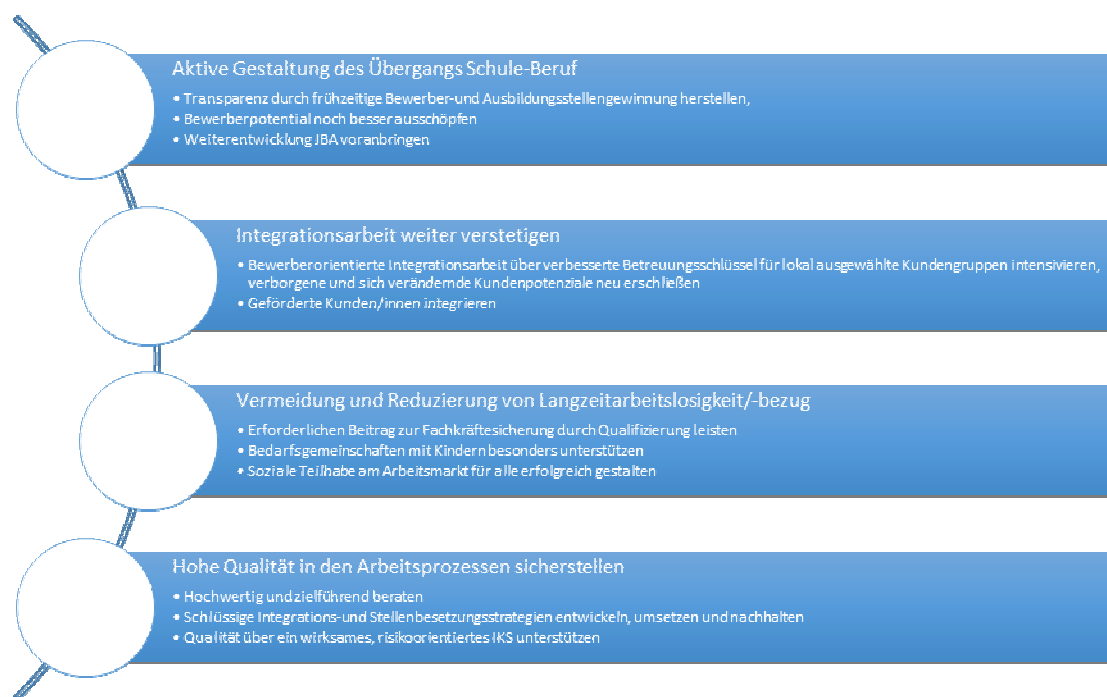 Aktive Gestaltung des Übergangs Schule-Beruf
• Transparenz durch frühzeitige Bewerber-und Ausbildungsstellengewinnung herstellen,
• Bewerberpotential noch besser ausschöpfen
• Weiterentwicklung JBA voranbringen
Integrationsarbeit weiter verstetigen
• Bewerberorientierte Integrationsarbeit über verbesserte Betreuungsschlüssel für lokal ausgewählte Kundengruppen intensivieren,
verborgene und sich verändernde Kundenpotenziale neu erschließen
• Geförderte Kunden/innen integrieren
Vermeidung und Reduzierung von Langzeitarbeitslosigkeit/-bezug
• Erforderlichen Beitrag zur Fachkräftesicherung durch Qualifizierung leisten
• Bedarfsgemeinschaften mit Kindern besonders unterstützen
• Soziale Teilhabe am Arbeitsmarkt für alle erfolgreich gestalten
Hohe Qualität in den Arbeitsprozessen sicherstellen
• Hochwertig und zielführend beraten
• Schlüssige Integrations-und Stellenbesetzungsstrategien entwickeln, umsetzen und nachhalten
• Qualität über ein wirksames, risikoorientiertes IKS unterstützen